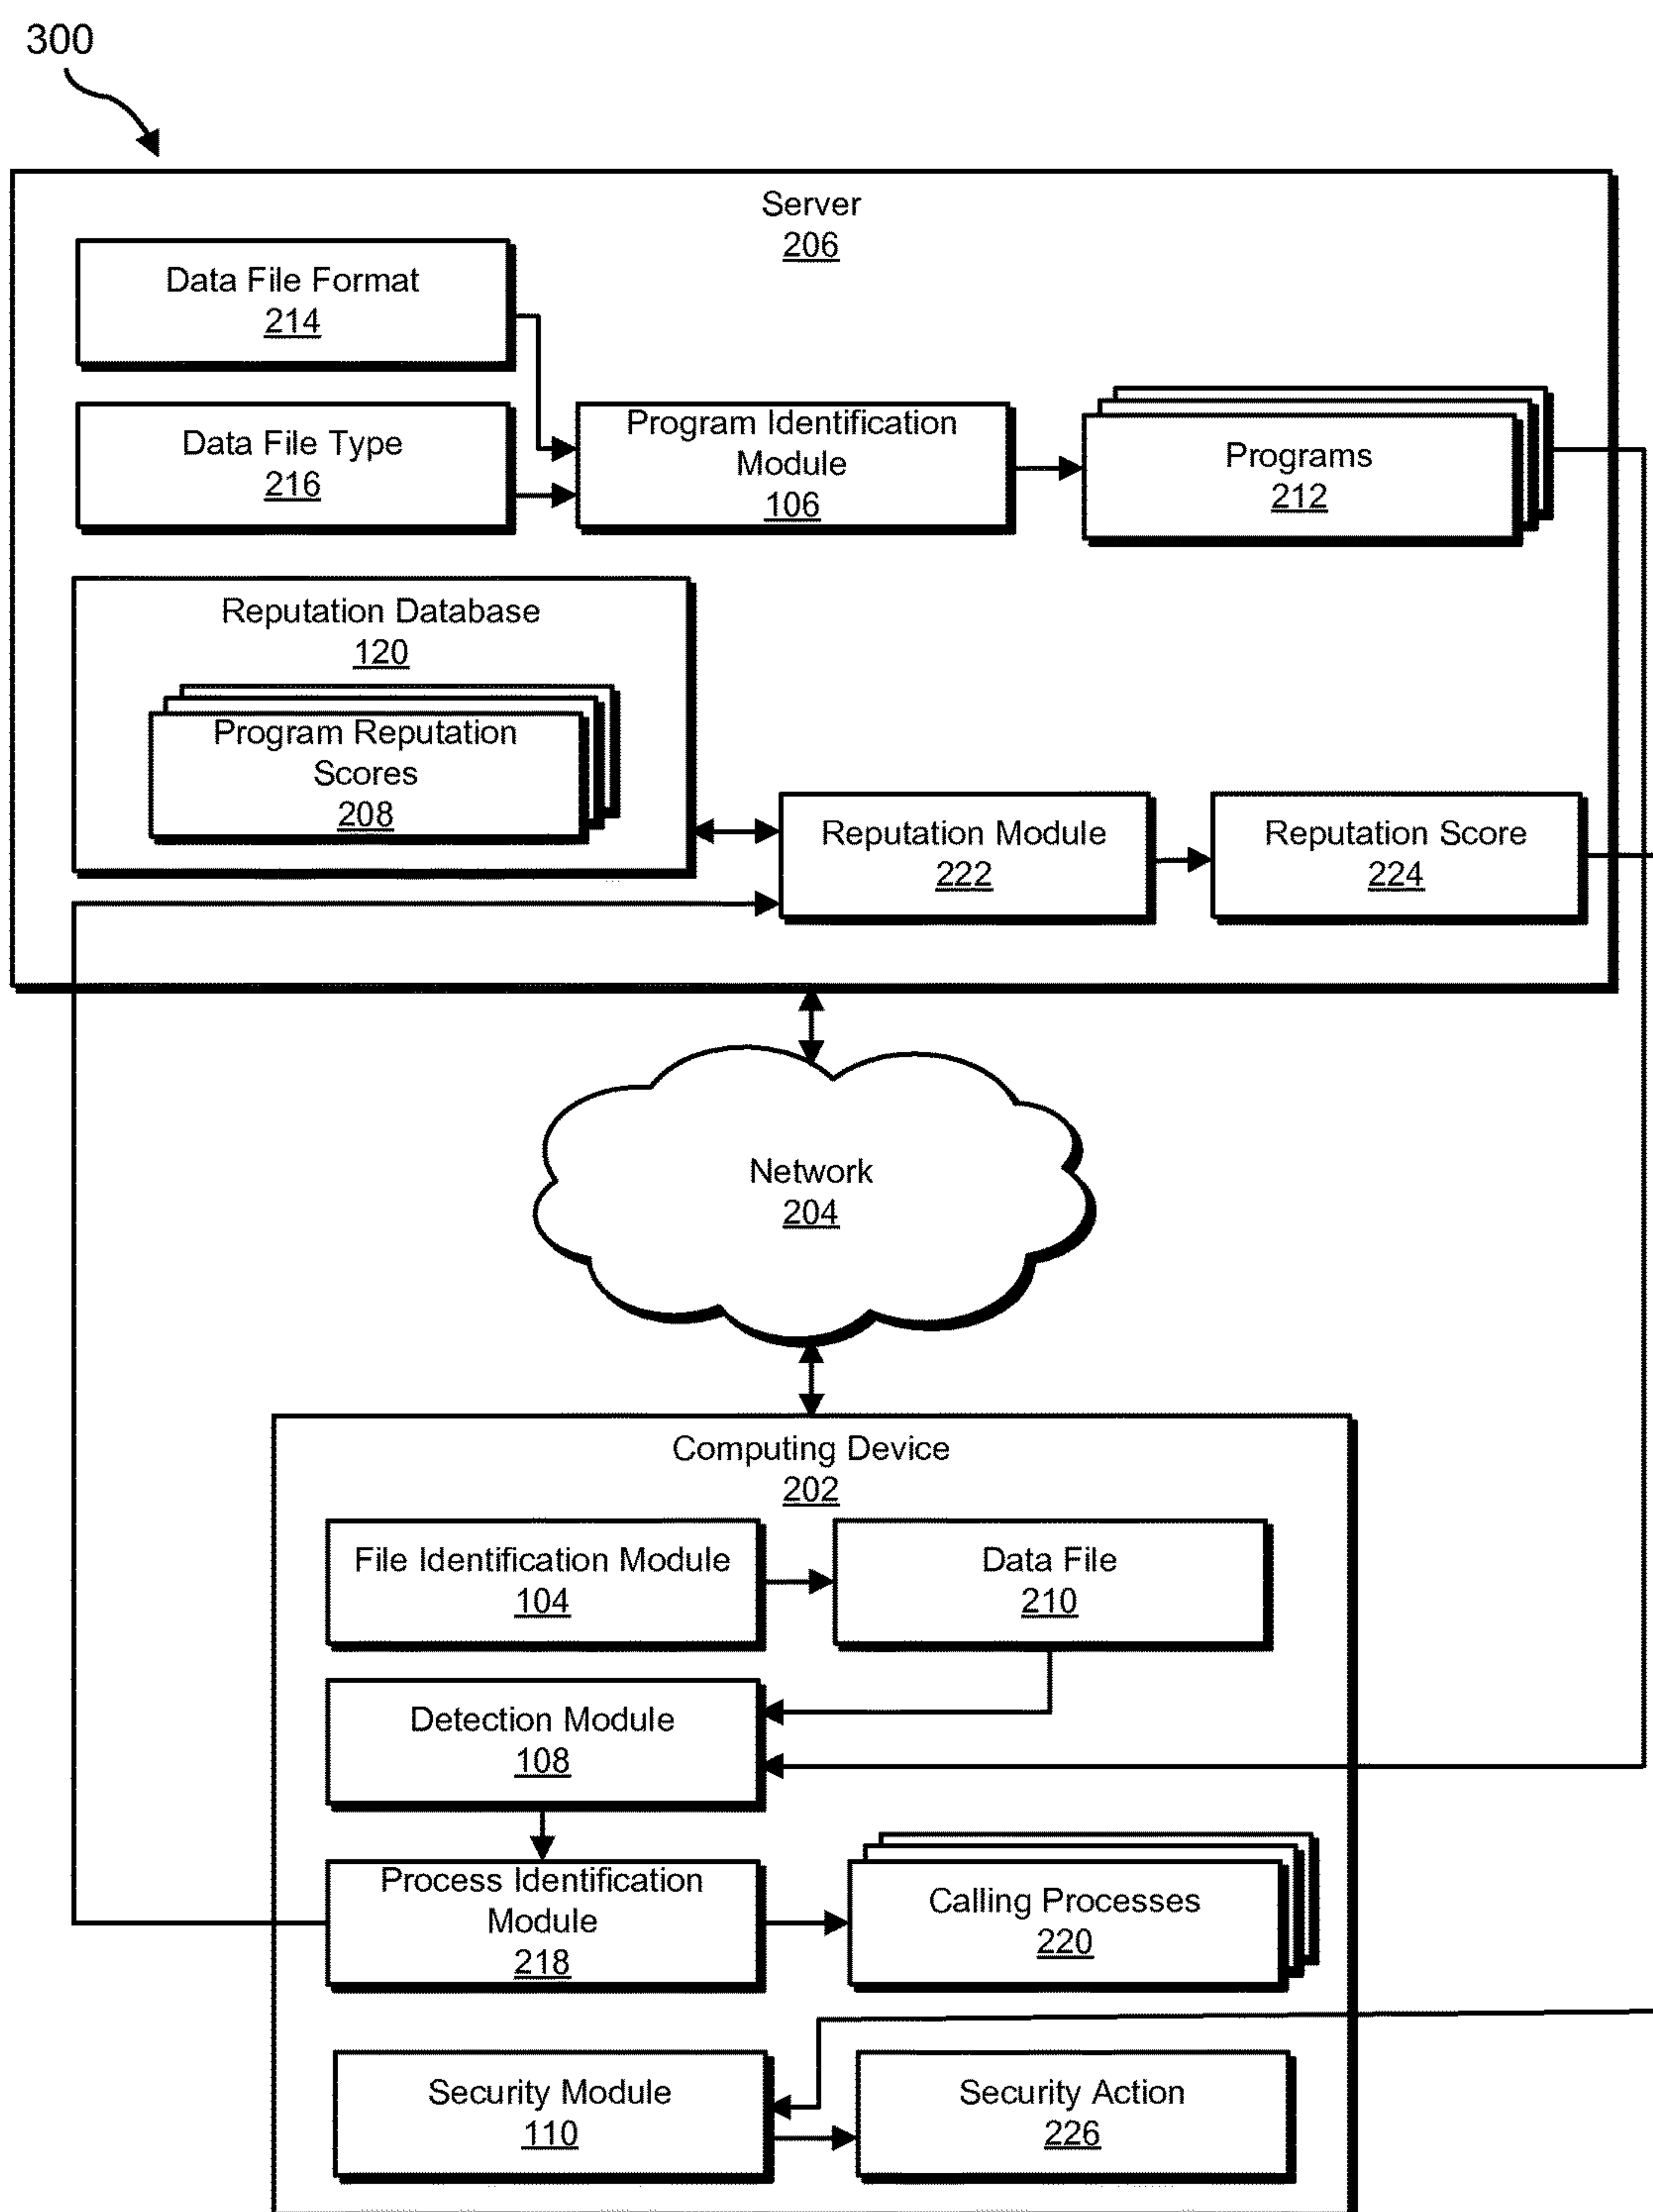 300
Server
206
Data File Format
214
Data File Type
216
Program Identification
Module
106
Programs
212
Reputation Database
120
Program Reputation
Scores
208
Reputation Module
222
Reputation Score
224
Network
204
Computing Device
202
File Identification Module
104
Data File
210
Detection Module
108
Process Identification
Module
218
Calling Processes
220
Security Module
110
Security Action
226